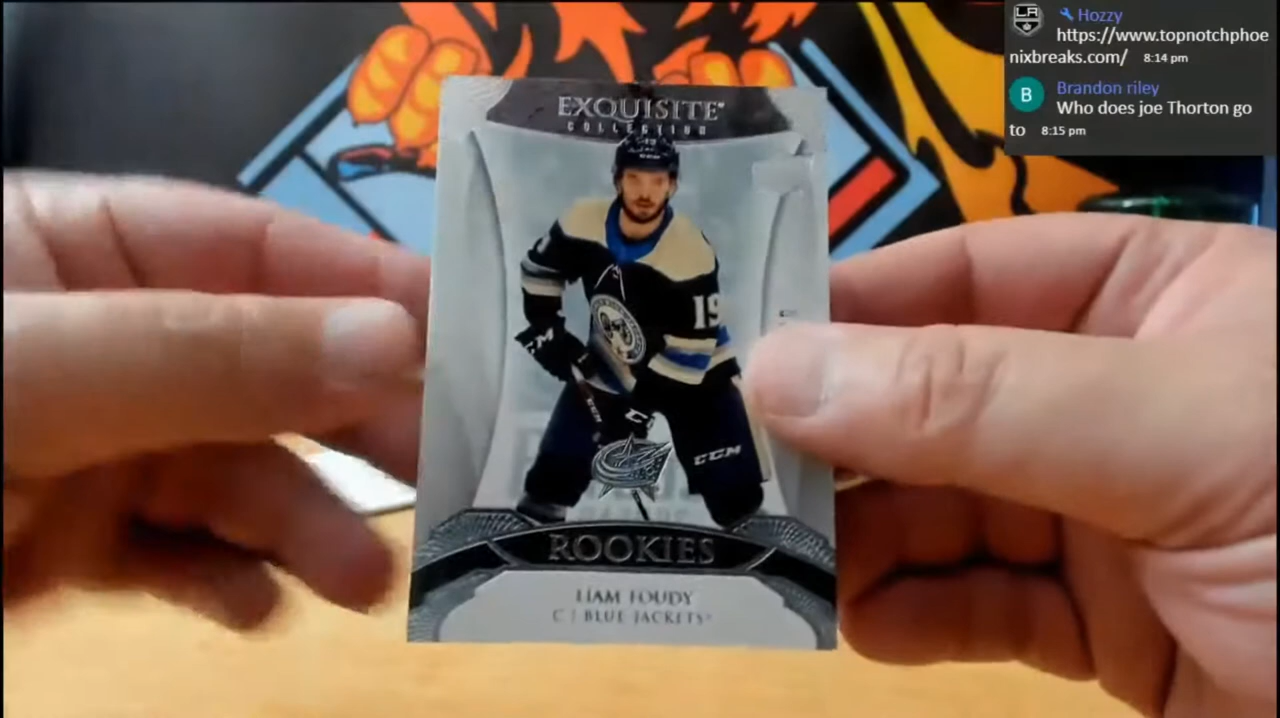 Hozzy
https://www.topnotchphoe
nixbreaks.com/ 8:14 pm
B Brandon riley
Who does joe Thorton go
to 8:15 pm
EXQUISITE
COLLECTION
19
CCM
ROOKIES
LIAM FOUDY
C | BLUE JACKETS